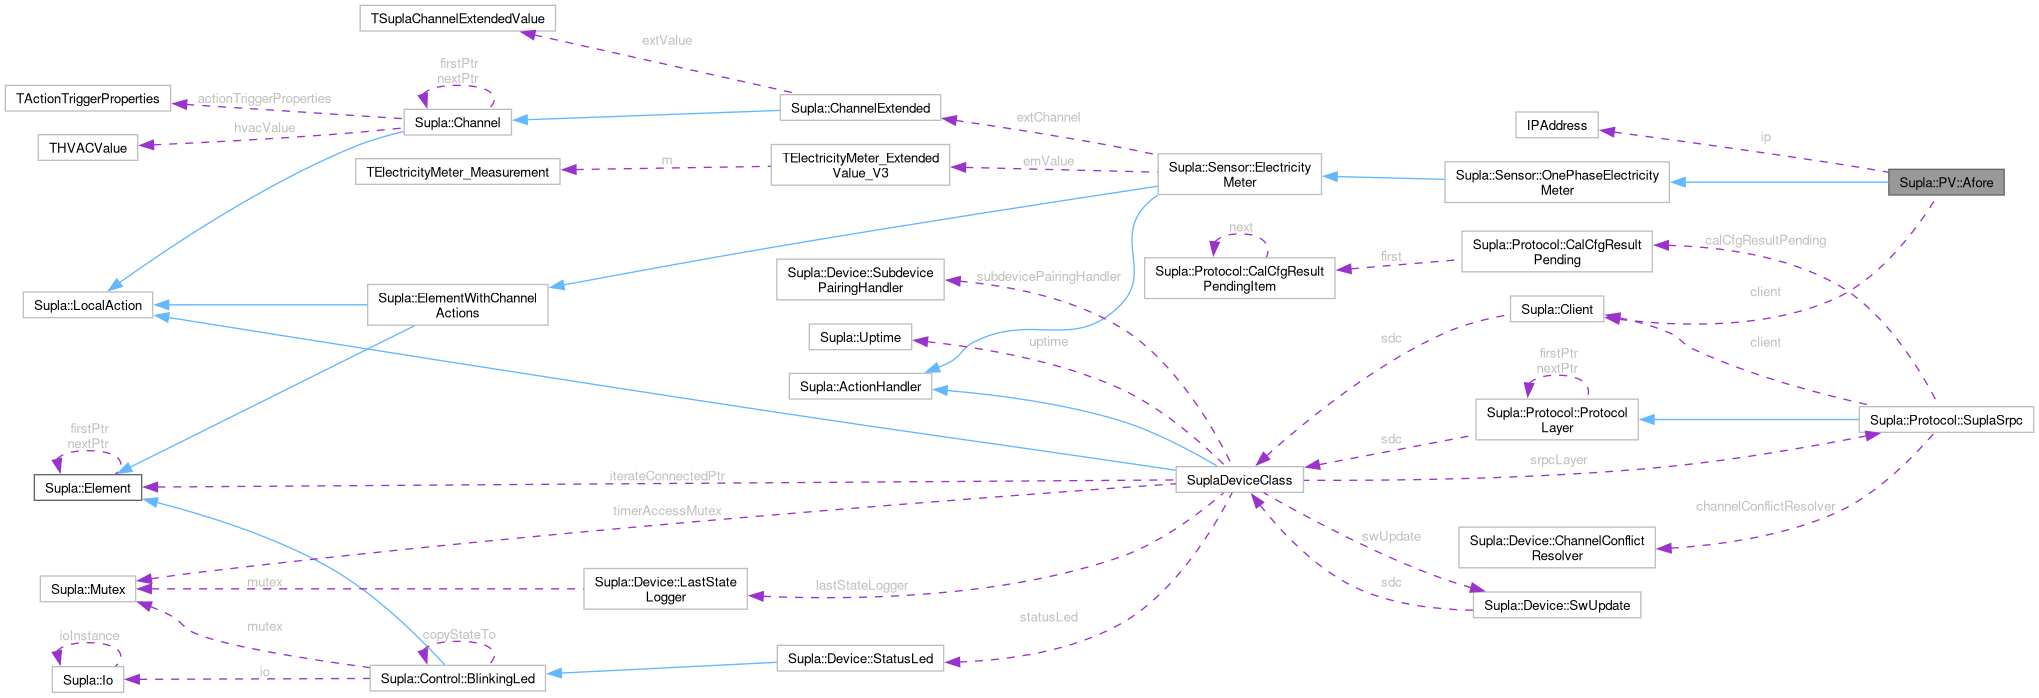 TSuplaChannelExtendedValue
extValue
firstPtr
nextPtr
TActionTriggerProperties
actionTriggerProperties
Supla::ChannelExtended
Supla::Channel
extChannel
IPAddress
hvacValue
THVACValue
ip
TElectricityMeter_Measurement
m
TElectricityMeter_Extended
Value_V3
emValue
Supla::Sensor::Electricity
Meter
Supla::Sensor::OnePhaseElectricity
Meter
Supla::PV::Afore
next
Supla::Protocol::CalCfgResult
Pending
calCfgResultPending
first
Supla::Protocol::CalCfgResult
PendingItem
Supla::Device::Subdevice
PairingHandler
subdevicePairingHandler
Supla::LocalAction
Supla::ElementWithChannel
Actions
client
Supla::Client
Supla::Uptime
uptime
sdc
client
firstPtr
nextPtr
Supla::ActionHandler
Supla::Protocol::Protocol
Layer
Supla::Protocol::SuplaSrpc
firstPtr
nextPtr
sdc
srpcLayer
Supla::Element
iterateConnectedPtr
SuplaDeviceClass
timerAccessMutex
channelConflictResolver
swUpdate
Supla::Device::ChannelConflict
Resolver
Supla::Mutex
mutex
Supla::Device::LastState
Logger
lastStateLogger
sdc
Supla::Device::SwUpdate
statusLed
mutex
copyStateTo
ioInstance
Supla::Io
io
Supla::Control::BlinkingLed
Supla::Device::StatusLed